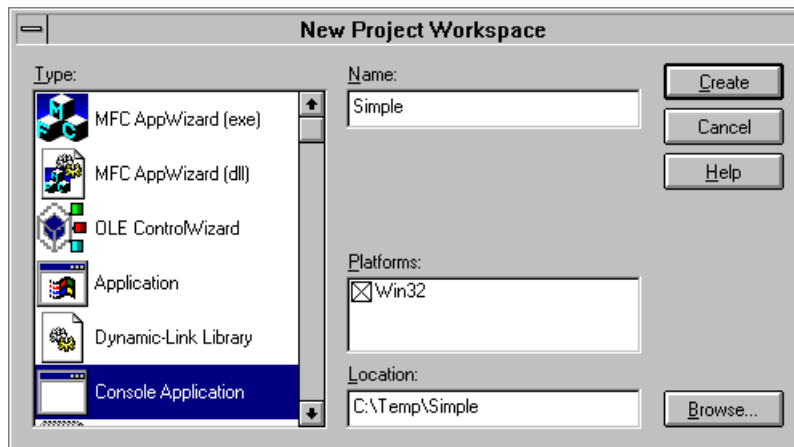 New Project Workspace
Type:
MFC AppWizard (exe)
MFC AppWizard (dll)
OLE ControlWizard
Application
Dynamic-Link Library
Console Application
Name:
Simple
Platforms:
Win32
Location:
C:\Temp\Simple
Create
Cancel
Help
Browse...